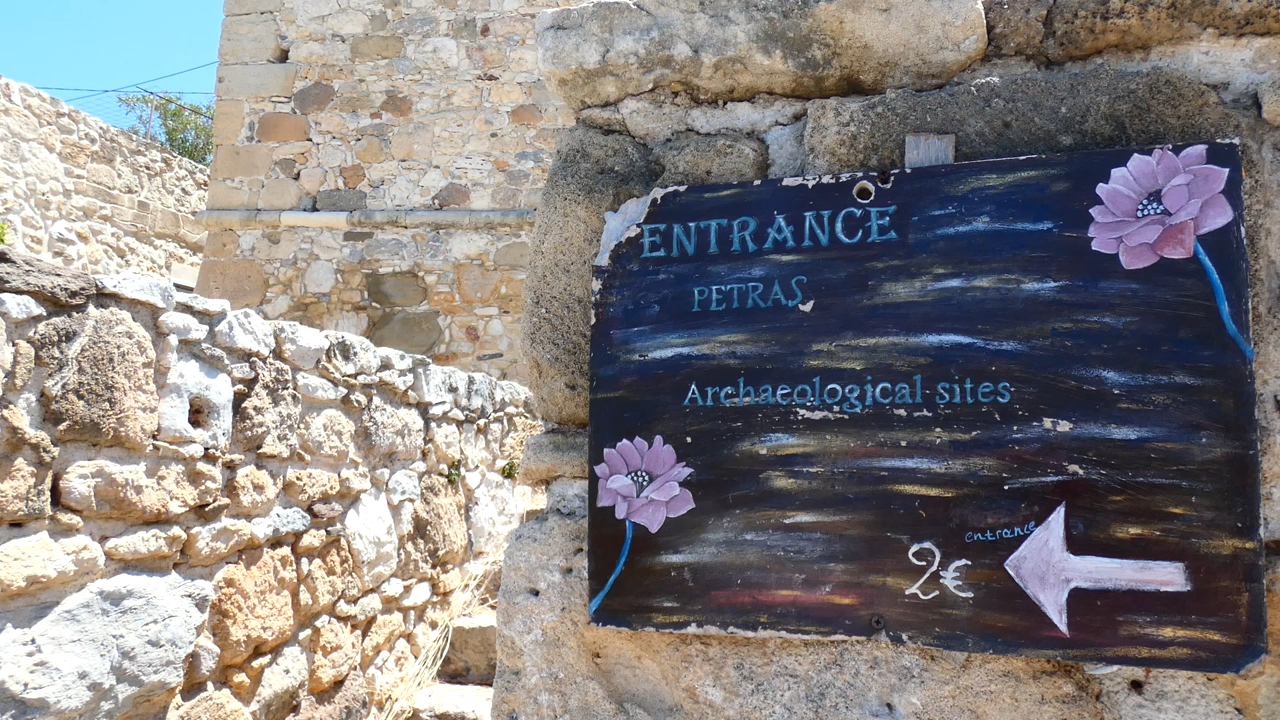 ENTRANCE
PETRAS
Archaeological sites
entrance
2€